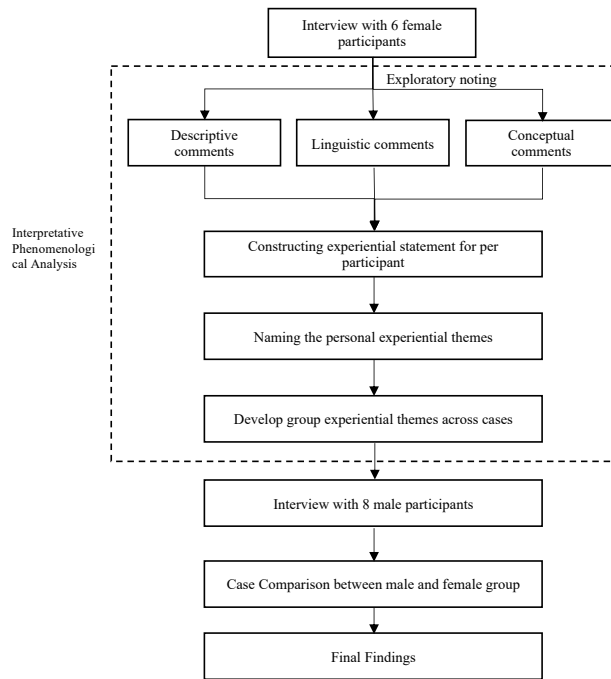 Interview with 6 female
participants
Exploratory noting
Descriptive
comments
Linguistic comments
Conceptual
comments
Interpretative
Phenomenologi
cal Analysis
Constructing experiential statement for per
participant
Naming the personal experiential themes
Develop group experiential themes across cases
Interview with 8 male participants
Case Comparison between male and female group
Final Findings